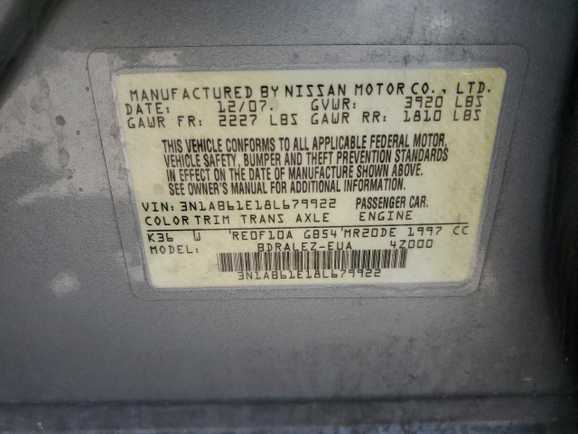 MANUFACTURED BY NISSAN MOTOR CO., LTD.
DATE: 12/07. GVWR: 3920 LBS
GAWR FR: 2227 LBS GAWR RR: 1810 LBS
THIS VEHICLE CONFORMS TO ALL APPLICABLE FEDERAL MOTOR
VEHICLE SAFETY, BUMPER AND THEFT PREVENTION STANDARDS
IN EFFECT ON THE DATE OF MANUFACTURE SHOWN ABOVE.
SEE OWNER'S MANUAL FOR ADDITIONAL INFORMATION.
VIN: 3N1AB61E18L679922 PASSENGER CAR.
COLOR TRIM TRANS AXLE ENGINE
K36 W 'RE0F10A GB54'MR20DE 1997 CC
MODEL: BDRALEZ-EUA 4Z000
3N1AB61E18L679922